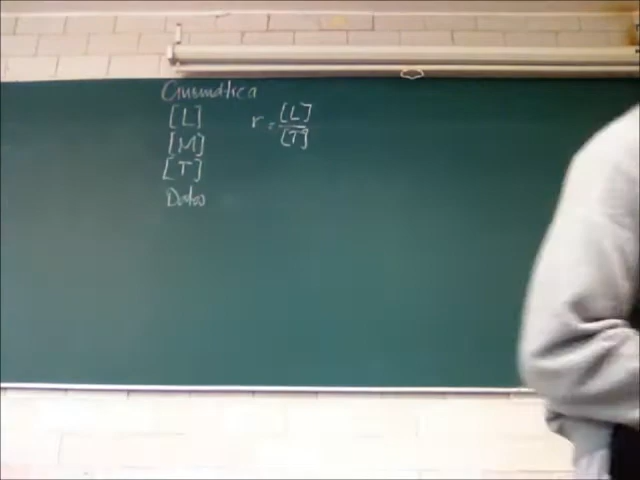 Cinemática
[L]
[M]
[T]
Datos
r = [L]/[T]